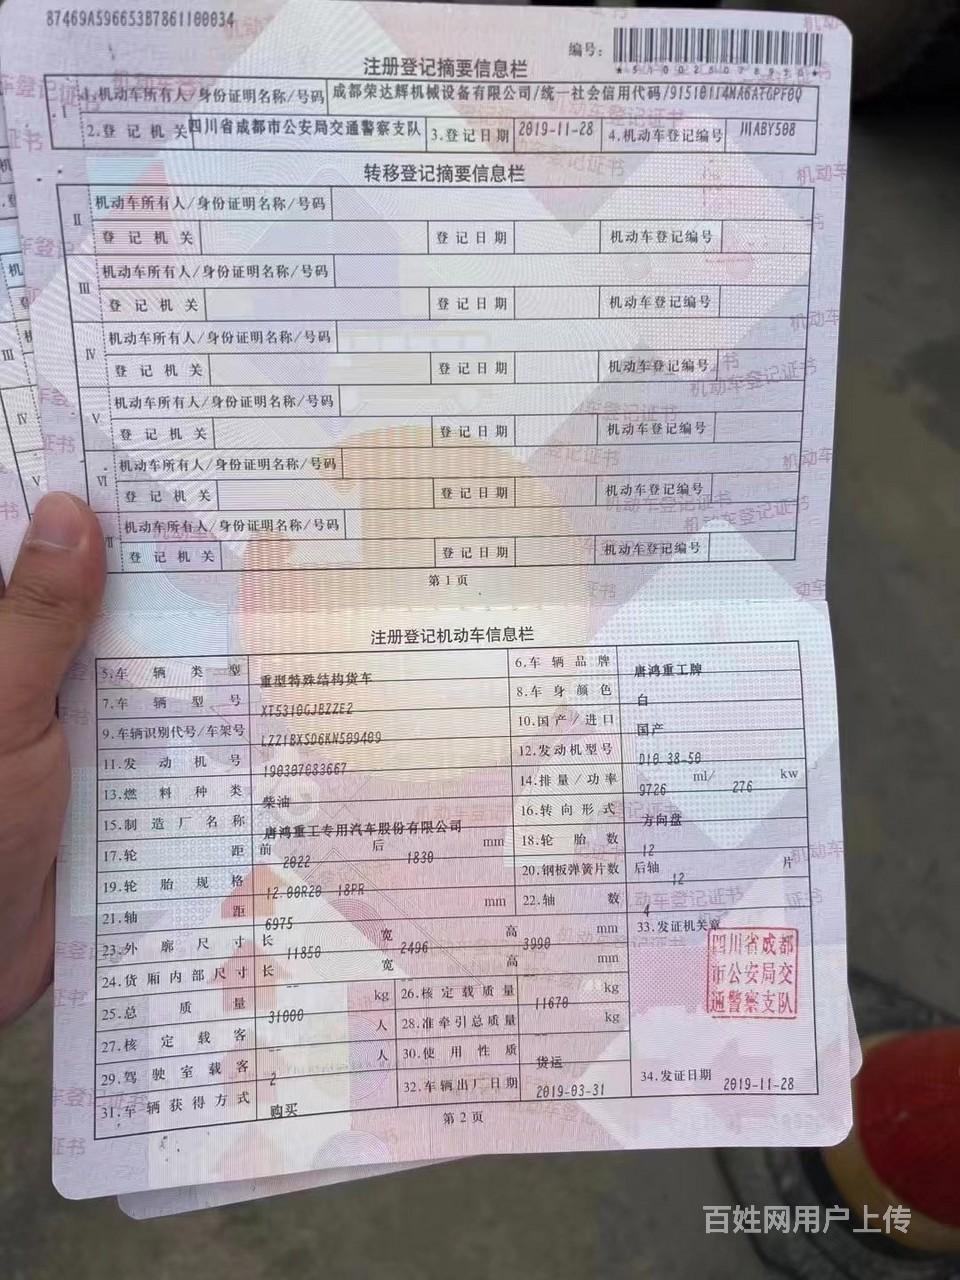 87469A596653B7861100034
编号:
注册登记摘要信息栏
Ⅰ 1.机动车所有人/身份证明名称/号码 成都荣达辉机械设备有限公司/统一社会信用代码/91510114MA6AT6PF0Q
2.登记机关 四川省成都市公安局交通警察支队 3.登记日期 2019-11-28 4.机动车登记编号 川ABY508
转移登记摘要信息栏
Ⅱ 机动车所有人/身份证明名称/号码
登记机关 登记日期 机动车登记编号
Ⅲ 机动车所有人/身份证明名称/号码
登记机关 登记日期 机动车登记编号
Ⅳ 机动车所有人/身份证明名称/号码
登记机关 登记日期 机动车登记编号
Ⅴ 机动车所有人/身份证明名称/号码
登记机关 登记日期 机动车登记编号
Ⅵ 机动车所有人/身份证明名称/号码
登记机关 登记日期 机动车登记编号
机动车所有人/身份证明名称/号码
登记机关 登记日期 机动车登记编号
第1页
注册登记机动车信息栏
5.车辆类型 重型特殊结构货车 6.车辆品牌 唐鸿重工牌
7.车辆型号 XT5310GJBZZE2 8.车身颜色 白
9.车辆识别代号/车架号 LZZ1BXSD6KN509409 10.国产/进口 国产
11.发动机号 190307083667 12.发动机型号 D10.38-50
13.燃料种类 柴油 14.排量/功率 9726 ml/ 276 kw
15.制造厂名称 唐鸿重工专用汽车股份有限公司 16.转向形式 方向盘
17.轮距 前 2022 后 1830 mm 18.轮胎数 12
19.轮胎规格 12.00R20 18PR 20.钢板弹簧片数 后轴 12 片
21.轴距 6975 mm 22.轴数 4
23.外廓尺寸 长 11850 宽 2496 高 3990 mm 33.发证机关章
24.货厢内部尺寸 长 -- 宽 高 mm
四川省成都
市公安局交
通警察支队
25.总质量 31000 kg 26.核定载质量 11670 kg
27.核定载客 -- 人 28.准牵引总质量 -- kg
29.驾驶室载客 2 人 30.使用性质 货运
31.车辆获得方式 购买 32.车辆出厂日期 2019-03-31 34.发证日期 2019-11-28
第2页
百姓网用户上传